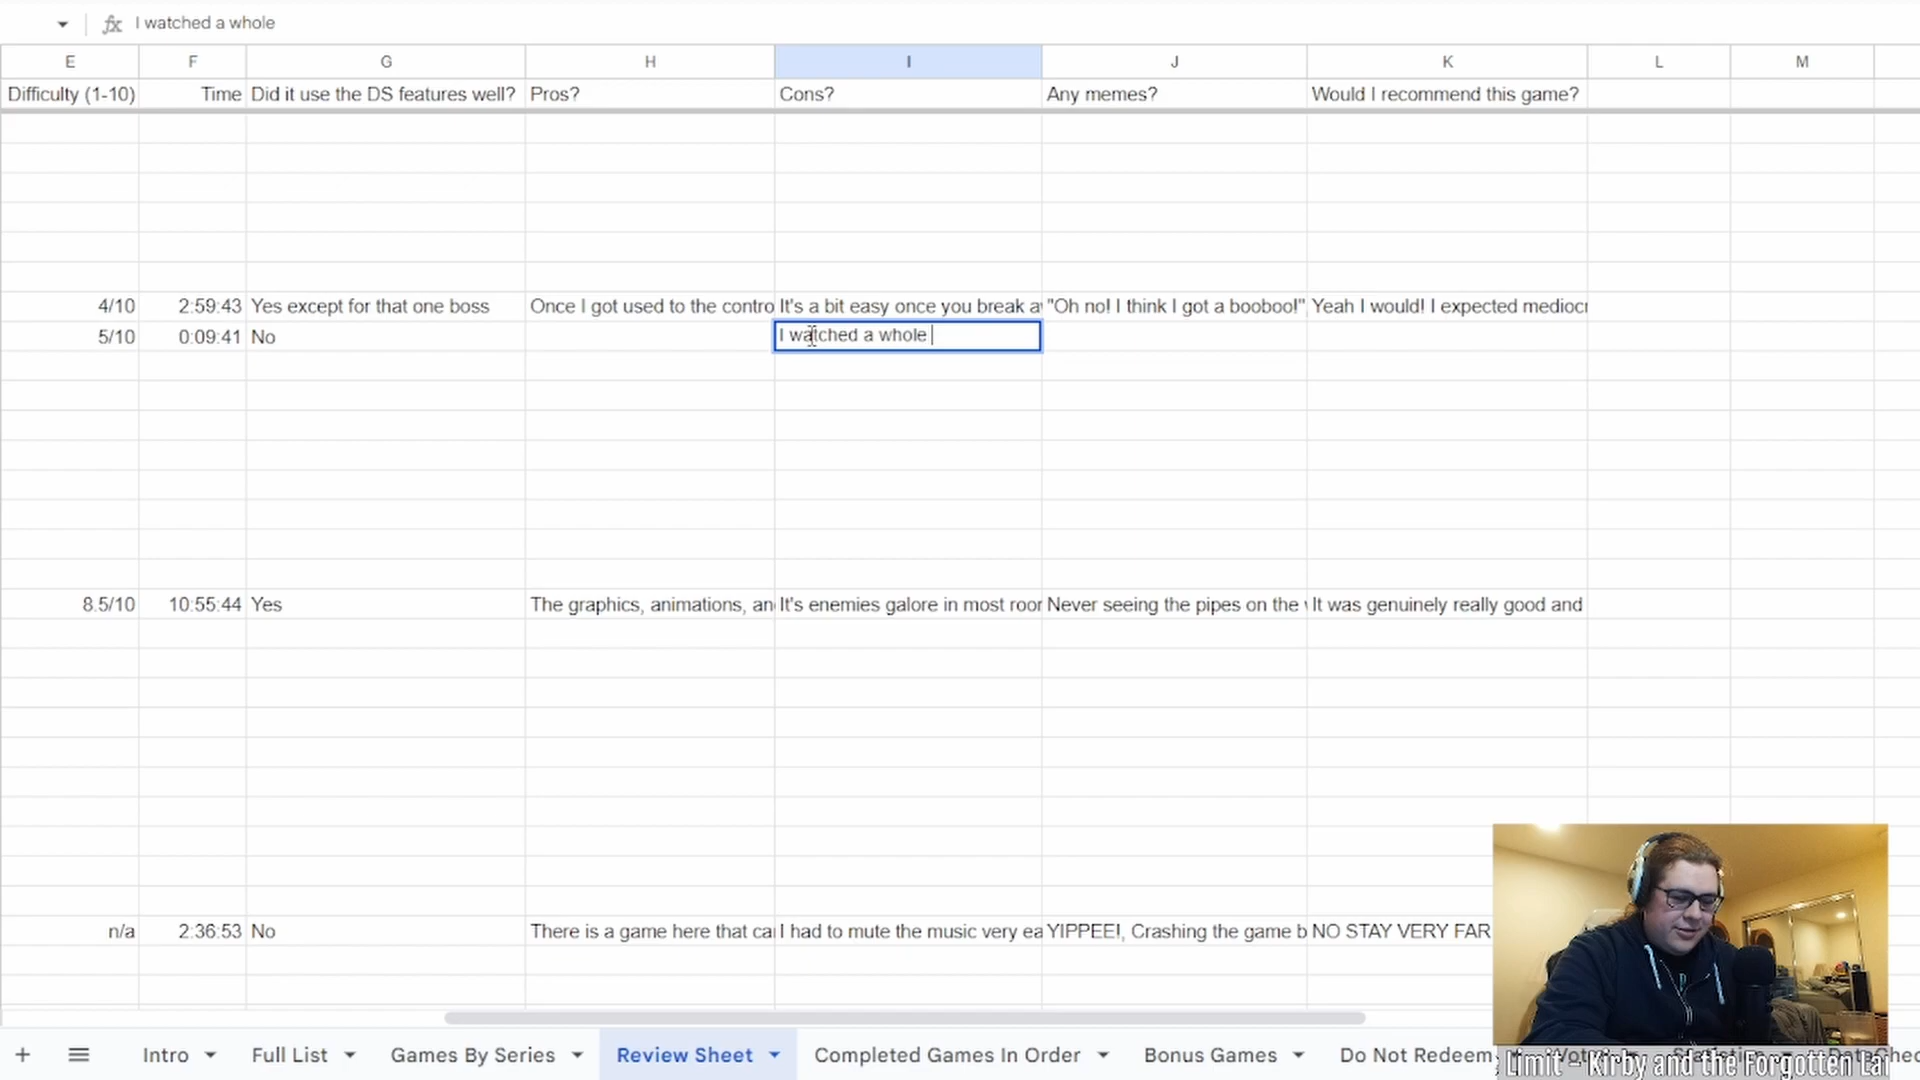 I watched a whole
E F G H I J K L M
Difficulty (1-10) Time Did it use the DS features well? Pros? Cons? Any memes? Would I recommend this game?
4/10 2:59:43 Yes except for that one boss Once I got used to the contro It's a bit easy once you break a "Oh no! I think I got a booboo!", Yeah I would! I expected medioc
5/10 0:09:41 No I watched a whole
8.5/10 10:55:44 Yes The graphics, animations, an It's enemies galore in most roor Never seeing the pipes on the It was genuinely really good and
n/a 2:36:53 No There is a game here that ca I had to mute the music very ea YIPPEE!, Crashing the game b NO STAY VERY FAR
Intro Full List Games By Series Review Sheet Completed Games In Order Bonus Games Do Not Redeem
Limit - Kirby and the Forgotten Lar